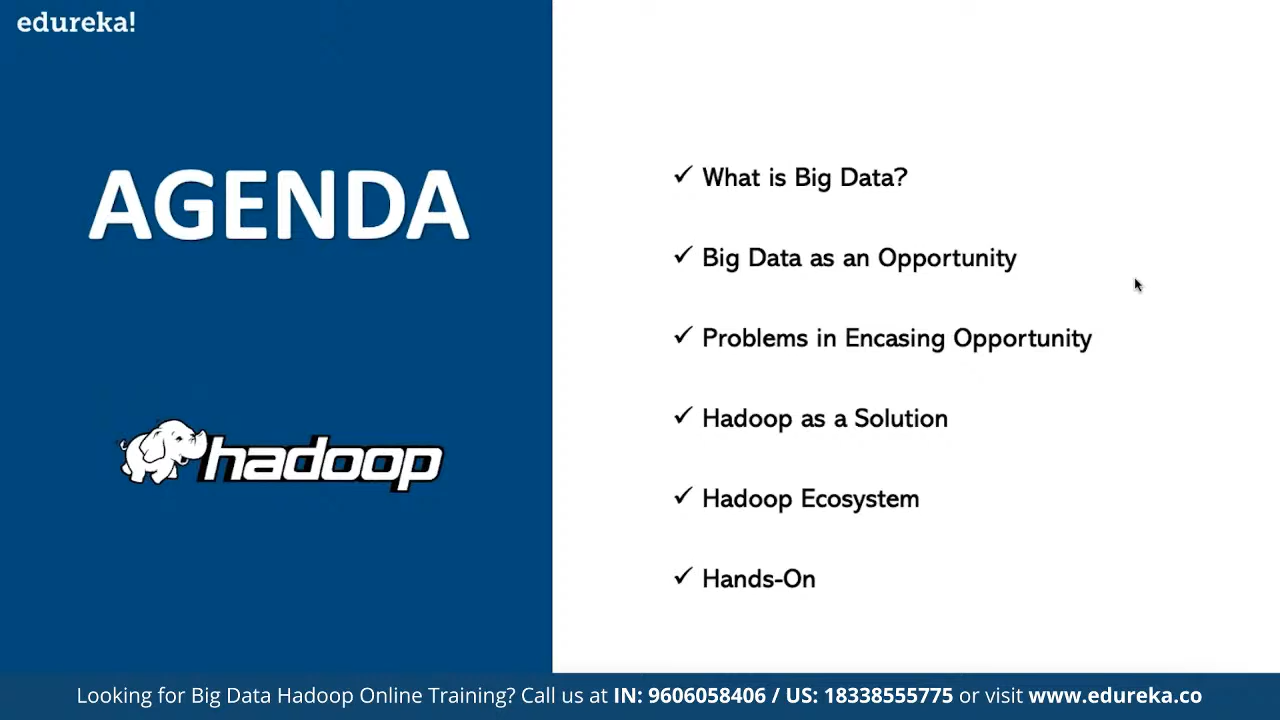 edureka!
AGENDA
hadoop
✓ What is Big Data?
✓ Big Data as an Opportunity
✓ Problems in Encasing Opportunity
✓ Hadoop as a Solution
✓ Hadoop Ecosystem
✓ Hands-On
Looking for Big Data Hadoop Online Training? Call us at IN: 9606058406 / US: 18338555775 or visit www.edureka.co